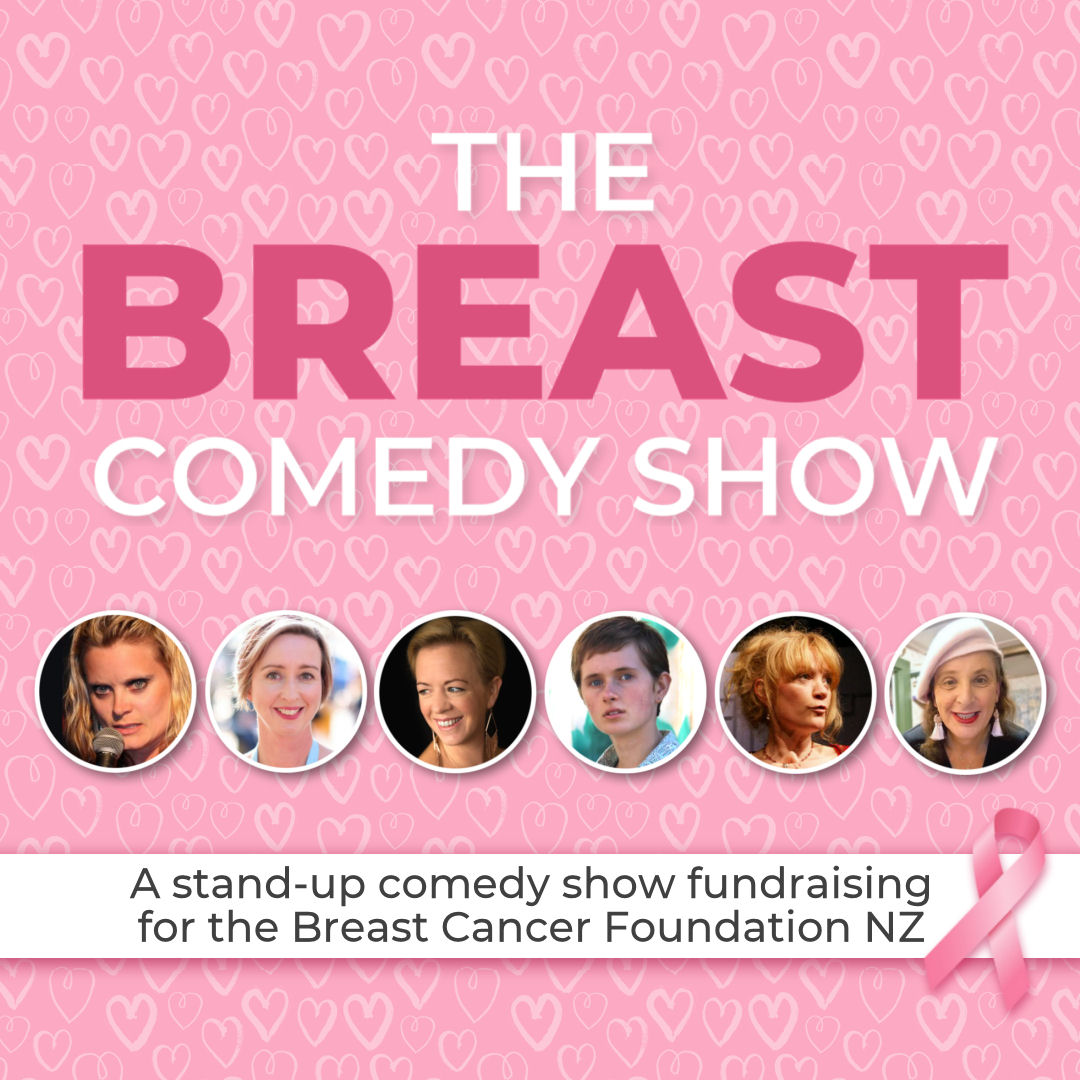 THE
BREAST
COMEDY SHOW
A stand-up comedy show fundraising
for the Breast Cancer Foundation NZ